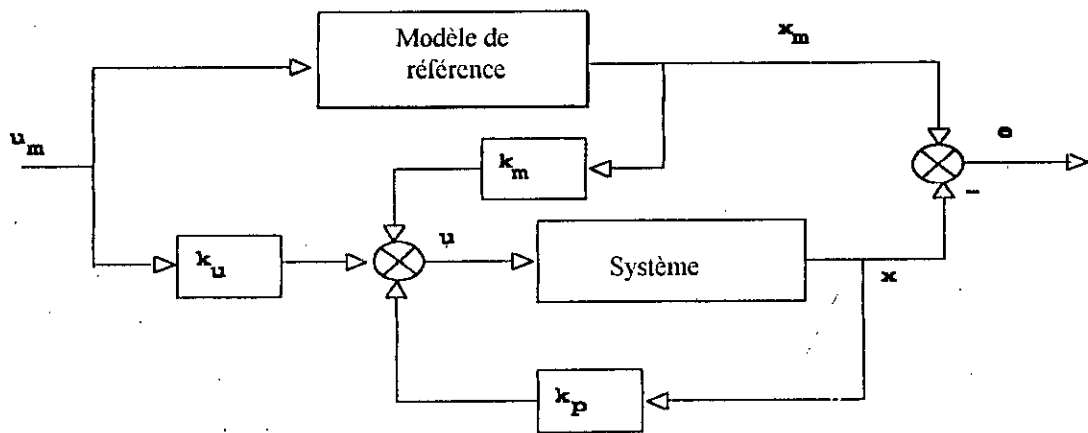 Modèle de
référence
x_m
u_m
e
k_m
u
k_u
Système
x
k_p